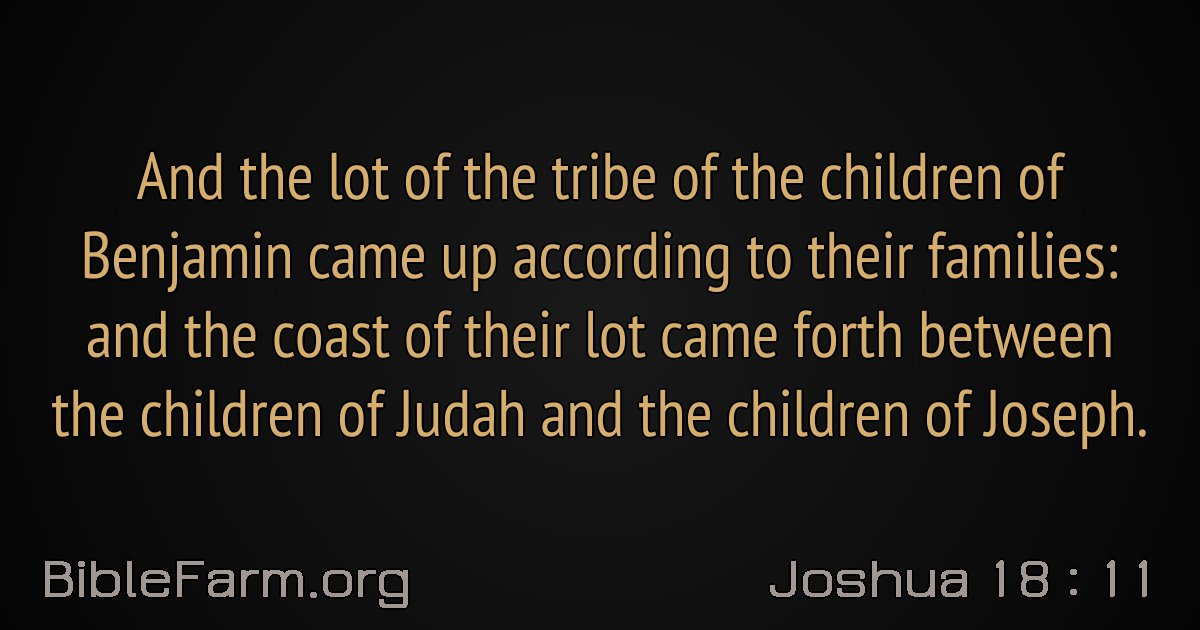 And the lot of the tribe of the children of
Benjamin came up according to their families:
and the coast of their lot came forth between
the children of Judah and the children of Joseph.
BibleFarm.org
Joshua 18 : 11